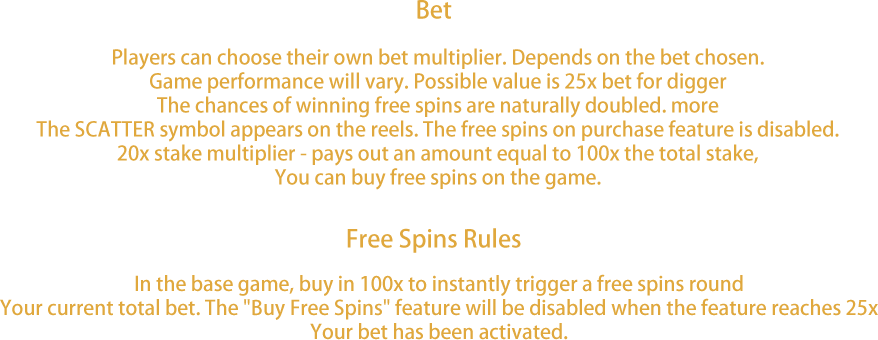 Bet
Players can choose their own bet multiplier. Depends on the bet chosen.
Game performance will vary. Possible value is 25x bet for digger
The chances of winning free spins are naturally doubled. more
The SCATTER symbol appears on the reels. The free spins on purchase feature is disabled.
20x stake multiplier - pays out an amount equal to 100x the total stake,
You can buy free spins on the game.
Free Spins Rules
In the base game, buy in 100x to instantly trigger a free spins round
Your current total bet. The "Buy Free Spins" feature will be disabled when the feature reaches 25x
Your bet has been activated.